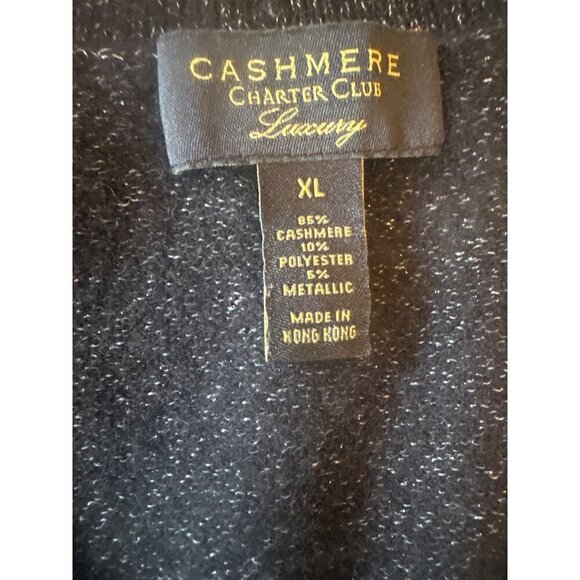 CASHMERE
CHARTER CLUB
Luxury
XL
85%
CASHMERE
10%
POLYESTER
5%
METALLIC
MADE IN
HONG KONG